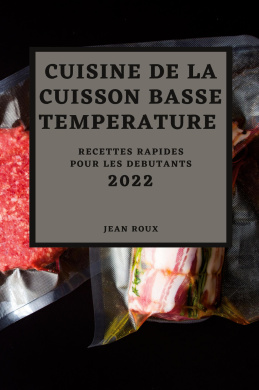 CUISINE DE LA
CUISSON BASSE
TEMPERATURE
RECETTES RAPIDES
POUR LES DEBUTANTS
2022
JEAN ROUX